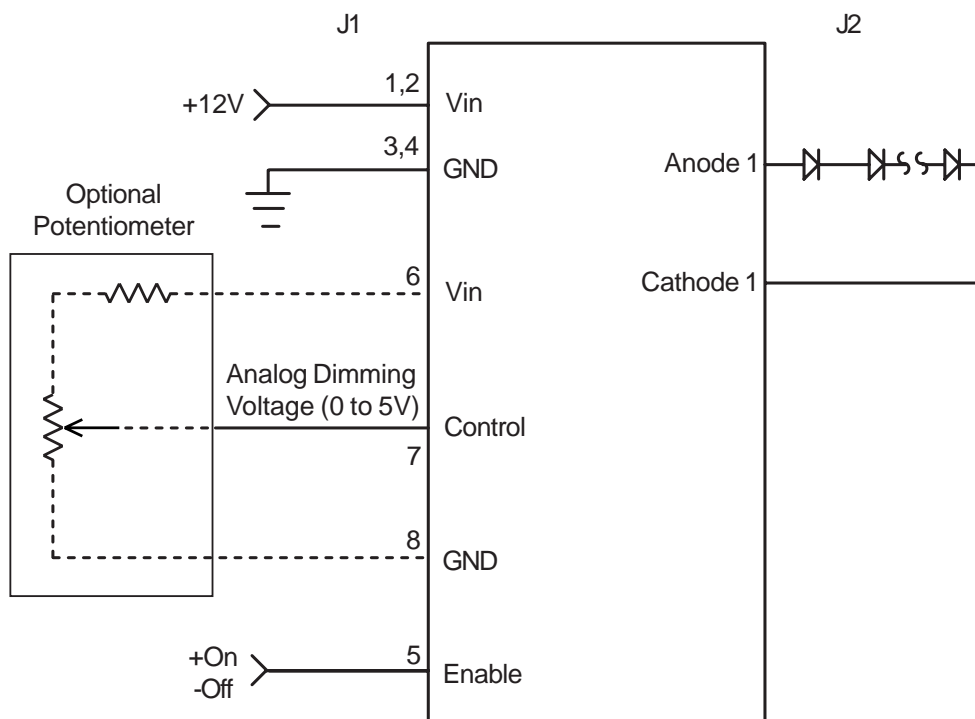 J1
J2
1,2
+12V
Vin
3,4
GND
Anode 1
Optional
Potentiometer
6
Vin
Cathode 1
Analog Dimming
Voltage (0 to 5V)
Control
7
8
GND
+On
-Off
5
Enable